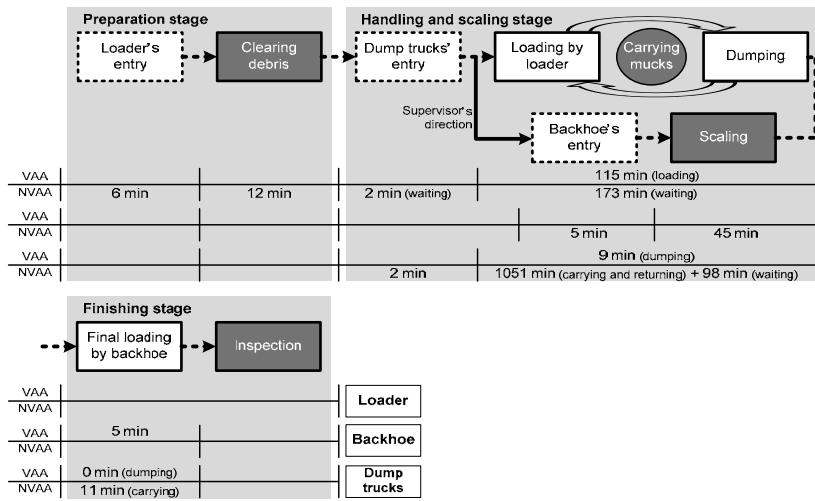 Preparation stage
Handling and scaling stage
Loader's
entry
Clearing
debris
Dump trucks'
entry
Loading by
loader
Carrying
mucks
Dumping
Supervisor's
direction
Backhoe's
entry
Scaling
VAA
115 min (loading)
NVAA
6 min
12 min
2 min (waiting)
173 min (waiting)
VAA
NVAA
5 min
45 min
VAA
9 min (dumping)
NVAA
2 min
1051 min (carrying and returning) + 98 min (waiting)
Finishing stage
Final loading
by backhoe
Inspection
VAA
NVAA
Loader
VAA
5 min
NVAA
Backhoe
VAA
0 min (dumping)
NVAA
11 min (carrying)
Dump
trucks